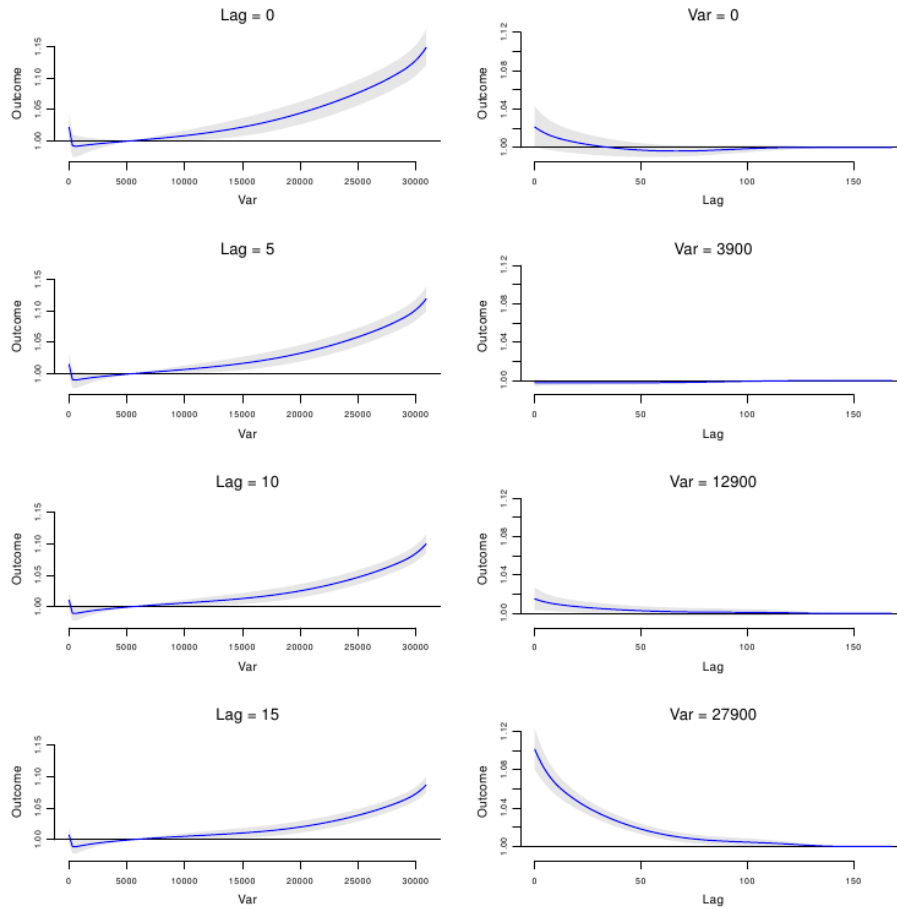 Lag = 0
Outcome
1.00 1.05 1.10 1.15
0 5000 10000 15000 20000 25000 30000
Var
Var = 0
Outcome
1.00 1.04 1.08 1.12
0 50 100 150
Lag
Lag = 5
Outcome
1.00 1.05 1.10 1.15
0 5000 10000 15000 20000 25000 30000
Var
Var = 3900
Outcome
1.00 1.04 1.08 1.12
0 50 100 150
Lag
Lag = 10
Outcome
1.00 1.05 1.10 1.15
0 5000 10000 15000 20000 25000 30000
Var
Var = 12900
Outcome
1.00 1.04 1.08 1.12
0 50 100 150
Lag
Lag = 15
Outcome
1.00 1.05 1.10 1.15
0 5000 10000 15000 20000 25000 30000
Var
Var = 27900
Outcome
1.00 1.04 1.08 1.12
0 50 100 150
Lag